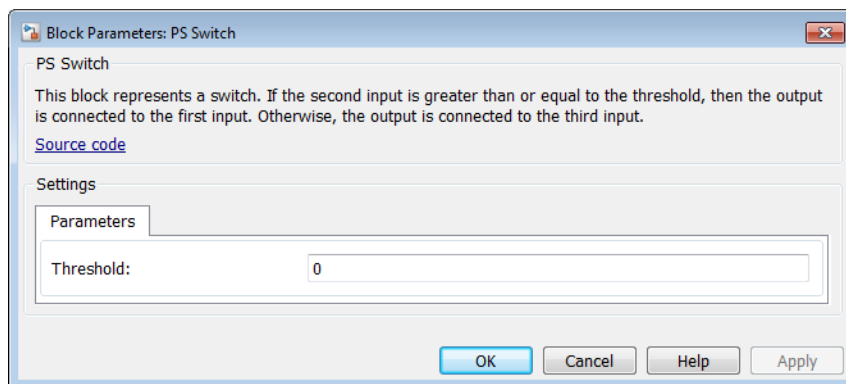 Block Parameters: PS Switch
PS Switch
This block represents a switch. If the second input is greater than or equal to the threshold, then the output
is connected to the first input. Otherwise, the output is connected to the third input.
Source code
Settings
Parameters
Threshold: 0
OK Cancel Help Apply